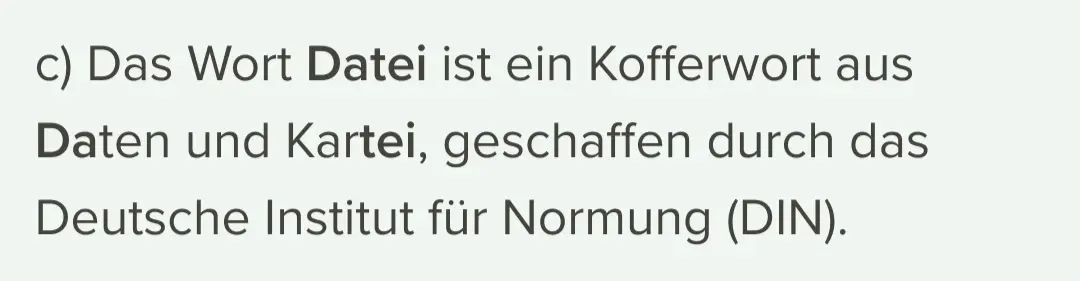 c) Das Wort Datei ist ein Kofferwort aus
Daten und Kartei, geschaffen durch das
Deutsche Institut für Normung (DIN).